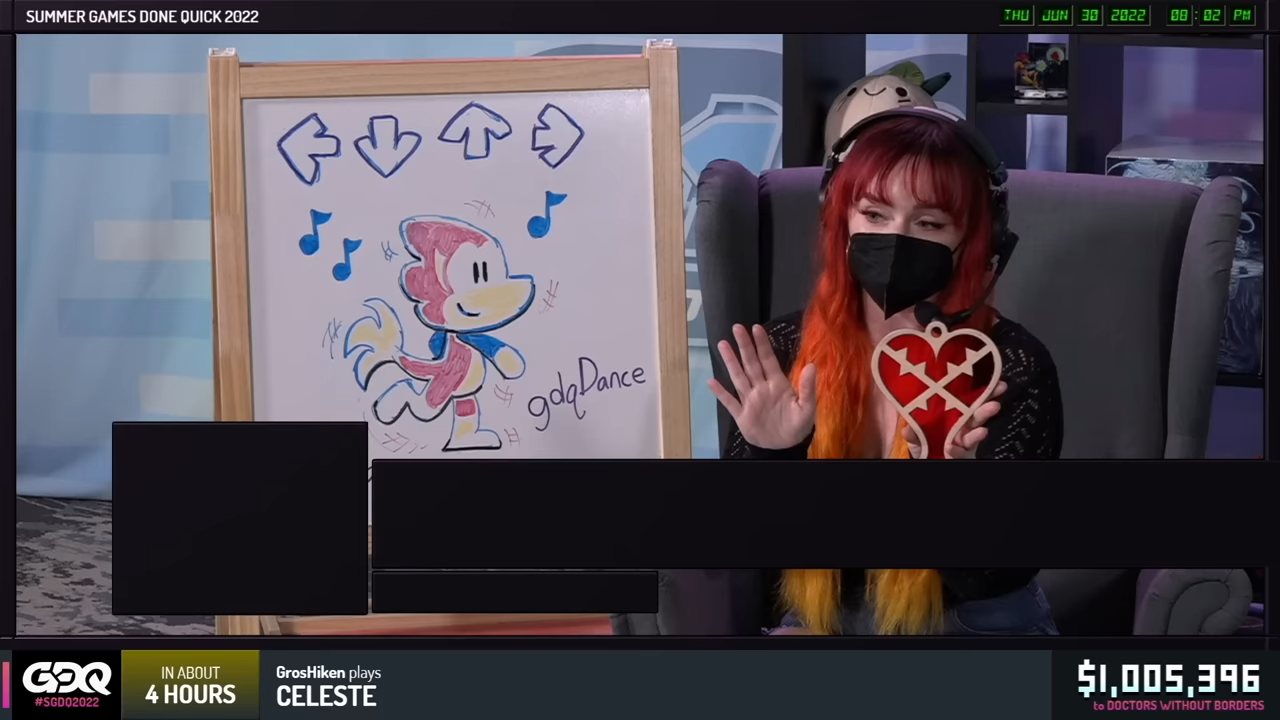 SUMMER GAMES DONE QUICK 2022
THU JUN 30 2022 08:02 PM
gdqDance
GDQ
#SGDQ2022
IN ABOUT
4 HOURS
GrosHiken plays
CELESTE
$1,005,396
to DOCTORS WITHOUT BORDERS